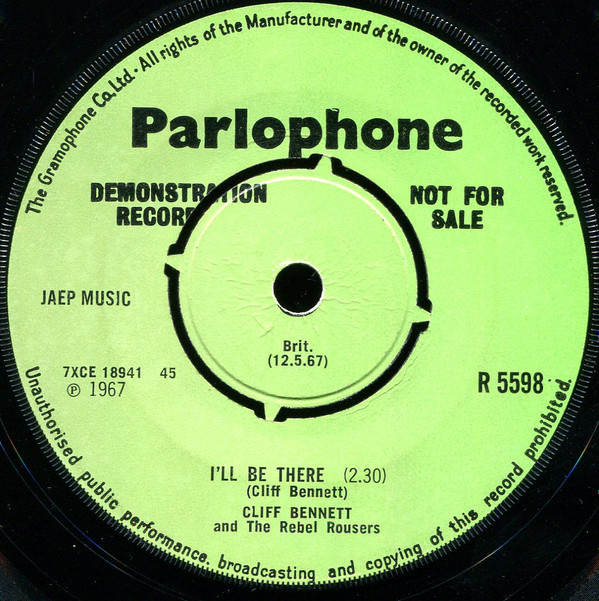 The Gramophone Co., Ltd. · All rights of the Manufacturer and of the owner of the recorded work reserved.
Parlophone
DEMONSTRATION
RECORD
NOT FOR
SALE
JAEP MUSIC
Brit.
(12.5.67)
7XCE 18941 45
℗ 1967
R 5598
I'LL BE THERE (2.30)
(Cliff Bennett)
CLIFF BENNETT
and The Rebel Rousers
Unauthorised public performance, broadcasting and copying of this record prohibited.